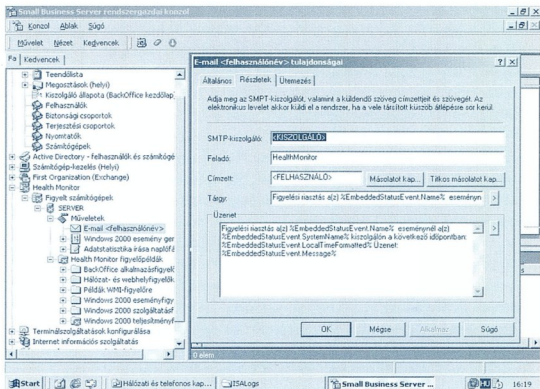 Small Business Server rendszergazdai konzol
Konzol Ablak Súgó
Művelet Nézet Kedvencek
Fa Kedvencek
Teendőlista
Megosztások (helyi)
Kiszolgáló állapota (BackOffice kezdőlap)
Felhasználók
Biztonsági csoportok
Terjesztési csoportok
Nyomtatók
Számítógépek
Active Directory - felhasználók és számítógé
Számítógép-kezelés (Helyi)
First Organization (Exchange)
Health Monitor
Figyelt számítógépek
SERVER
Műveletek
E-mail <felhasználónév>
Windows 2000 esemény ger
Adatstatisztika írása naplófá
Health Monitor figyelőpéldák
BackOffice alkalmazásfigyelő
Hálózat- és webhelyfigyelők
Példák WMI-figyelőre
Windows 2000 eseményfigy
Windows 2000 szolgáltatásf
Windows 2000 teljesítményf
Terminálszolgáltatások konfigurálása
Internet információs szolgáltatás
E-mail <felhasználónév> tulajdonságai
Általános Részletek Ütemezés
Adja meg az SMPT-kiszolgálót, valamint a küldendő szöveg címzettjeit és szövegét. Az
elektronikus levelet akkor küldi el a rendszer, ha a vele társított küszöb átlépésre sor kerül.
SMTP-kiszolgáló: <KISZOLGÁLÓ>
Feladó: HealthMonitor
Címzett: <FELHASZNÁLÓ> Másolatot kap... Titkos másolatot kap...
Tárgy: Figyelési riasztás a(z) %EmbeddedStatusEvent.Name% eseményn >
Üzenet
Figyelési riasztás a(z) %EmbeddedStatusEvent.Name% eseménynél a(z) >
%EmbeddedStatusEvent.SystemName% kiszolgálón a következő időpontban:
%EmbeddedStatusEvent.LocalTimeFormatted% Üzenet:
%EmbeddedStatusEvent.Message%
OK Mégse Alkalmaz Súgó
0 elem
Start Hálózati és telefonos kap... ISALogs Small Business Server ... HU 16:19